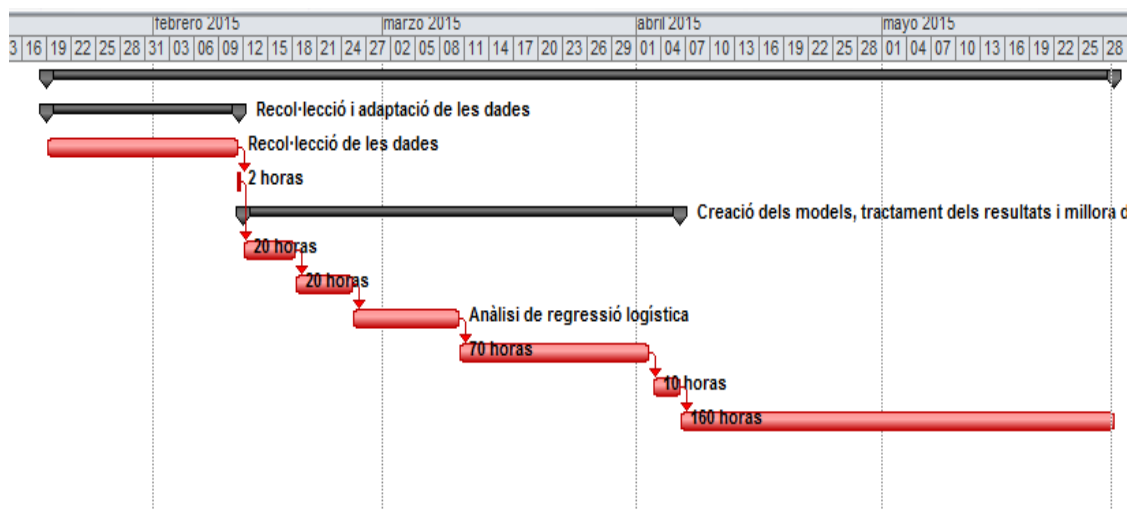 febrero 2015 marzo 2015 abril 2015 mayo 2015
3 16 19 22 25 28 31 03 06 09 12 15 18 21 24 27 02 05 08 11 14 17 20 23 26 29 01 04 07 10 13 16 19 22 25 28 01 04 07 10 13 16 19 22 25 28
Recol·lecció i adaptació de les dades
Recol·lecció de les dades
2 horas
Creació dels models, tractament dels resultats i millora d
20 horas
20 horas
Anàlisi de regressió logística
70 horas
10 horas
160 horas